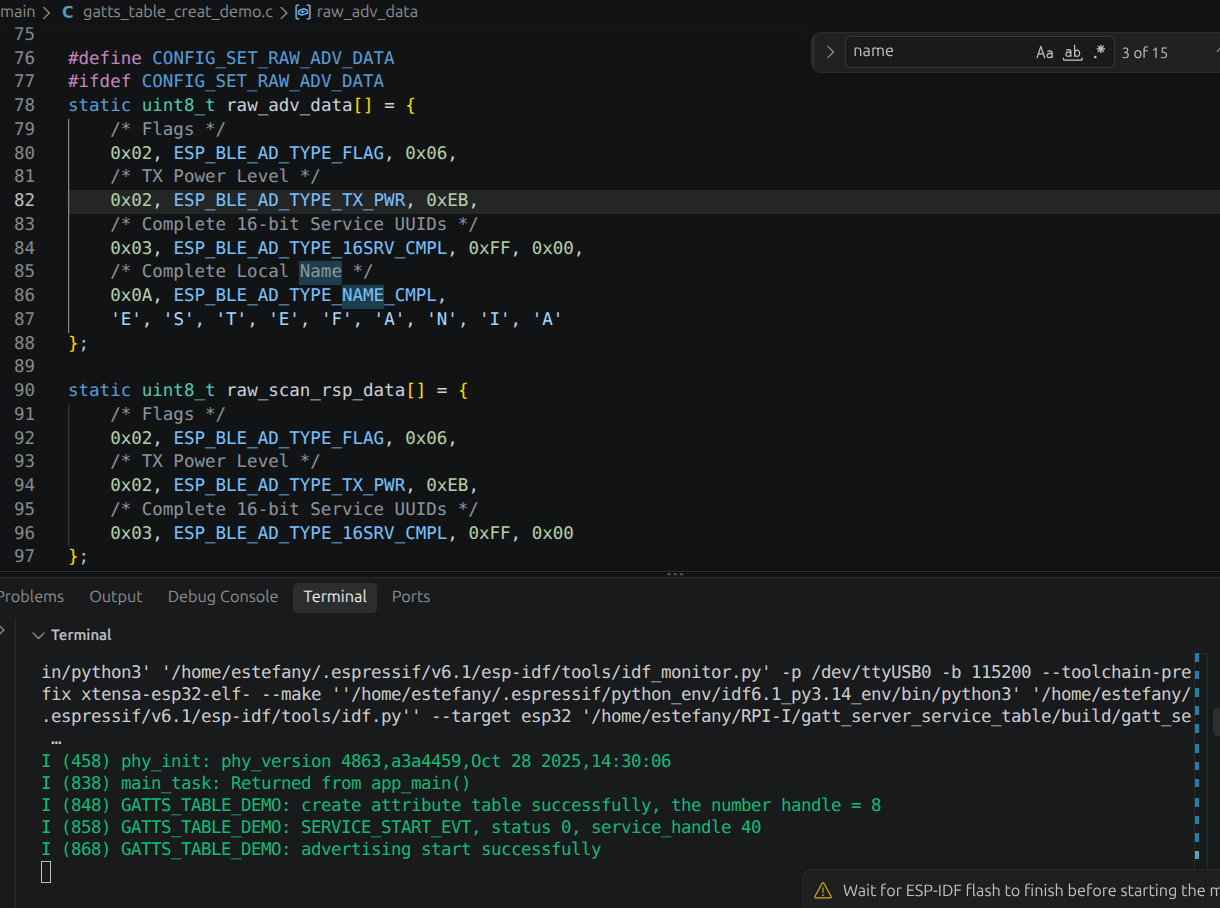 main > C gatts_table_creat_demo.c > raw_adv_data
75
name Aa ab .* 3 of 15
76 #define CONFIG_SET_RAW_ADV_DATA
77 #ifdef CONFIG_SET_RAW_ADV_DATA
78 static uint8_t raw_adv_data[] = {
79 /* Flags */
80 0x02, ESP_BLE_AD_TYPE_FLAG, 0x06,
81 /* TX Power Level */
82 0x02, ESP_BLE_AD_TYPE_TX_PWR, 0xEB,
83 /* Complete 16-bit Service UUIDs */
84 0x03, ESP_BLE_AD_TYPE_16SRV_CMPL, 0xFF, 0x00,
85 /* Complete Local Name */
86 0x0A, ESP_BLE_AD_TYPE_NAME_CMPL,
87 'E', 'S', 'T', 'E', 'F', 'A', 'N', 'I', 'A'
88 };
89
90 static uint8_t raw_scan_rsp_data[] = {
91 /* Flags */
92 0x02, ESP_BLE_AD_TYPE_FLAG, 0x06,
93 /* TX Power Level */
94 0x02, ESP_BLE_AD_TYPE_TX_PWR, 0xEB,
95 /* Complete 16-bit Service UUIDs */
96 0x03, ESP_BLE_AD_TYPE_16SRV_CMPL, 0xFF, 0x00
97 };
Problems Output Debug Console Terminal Ports
Terminal
in/python3' '/home/estefany/.espressif/v6.1/esp-idf/tools/idf_monitor.py' -p /dev/ttyUSB0 -b 115200 --toolchain-pre
fix xtensa-esp32-elf- --make ''/home/estefany/.espressif/python_env/idf6.1_py3.14_env/bin/python3' '/home/estefany/
.espressif/v6.1/esp-idf/tools/idf.py'' --target esp32 '/home/estefany/RPI-I/gatt_server_service_table/build/gatt_se
…
I (458) phy_init: phy_version 4863,a3a4459,Oct 28 2025,14:30:06
I (838) main_task: Returned from app_main()
I (848) GATTS_TABLE_DEMO: create attribute table successfully, the number handle = 8
I (858) GATTS_TABLE_DEMO: SERVICE_START_EVT, status 0, service_handle 40
I (868) GATTS_TABLE_DEMO: advertising start successfully
Wait for ESP-IDF flash to finish before starting the m